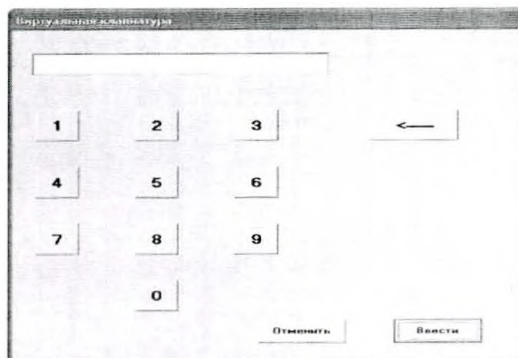 Виртуальная клавиатура
1 2 3 <—
4 5 6
7 8 9
0
Отменить Ввести